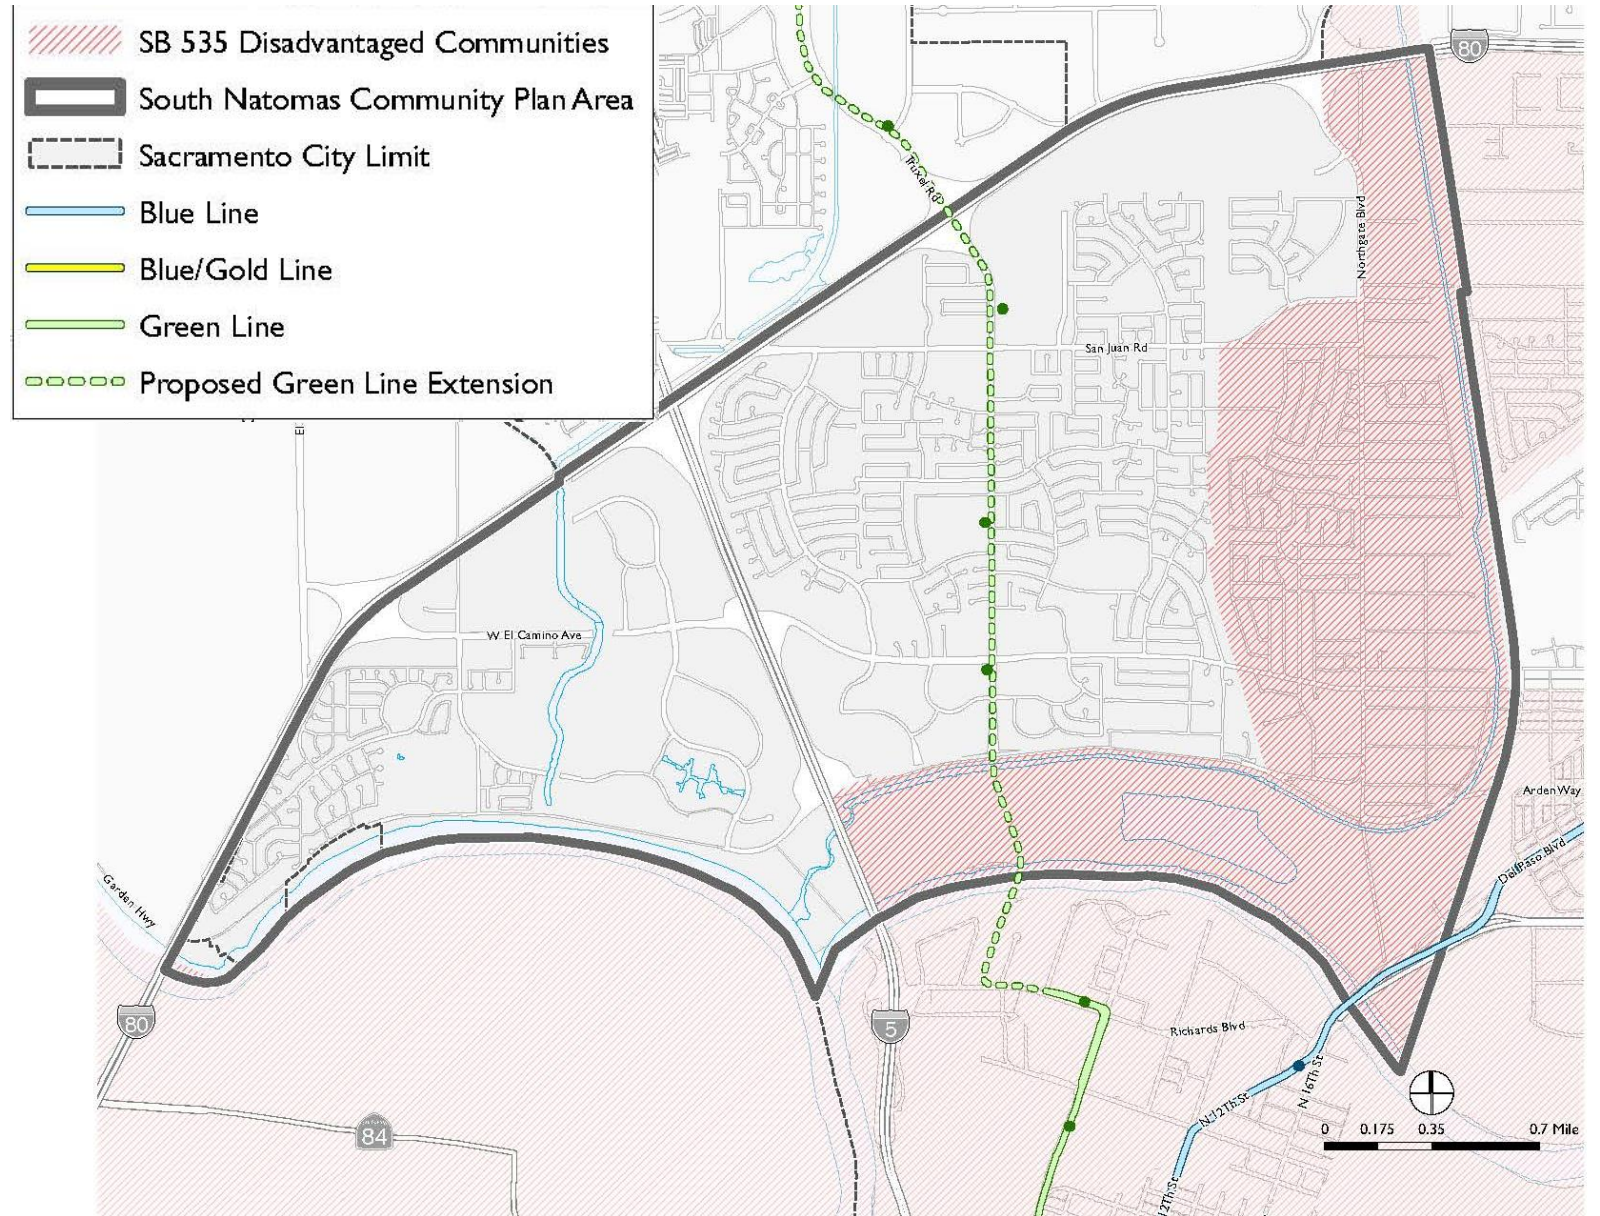 SB 535 Disadvantaged Communities
South Natomas Community Plan Area
Sacramento City Limit
Blue Line
Blue/Gold Line
Green Line
Proposed Green Line Extension
80
Truxel Rd
Northgate Blvd
San Juan Rd
El
W. El Camino Ave
Arden Way
Del Paso Blvd
Garden Hwy
80
5
Richards Blvd
N 16Th St
N 12Th St
12Th St
84
0 0.175 0.35 0.7 Mile